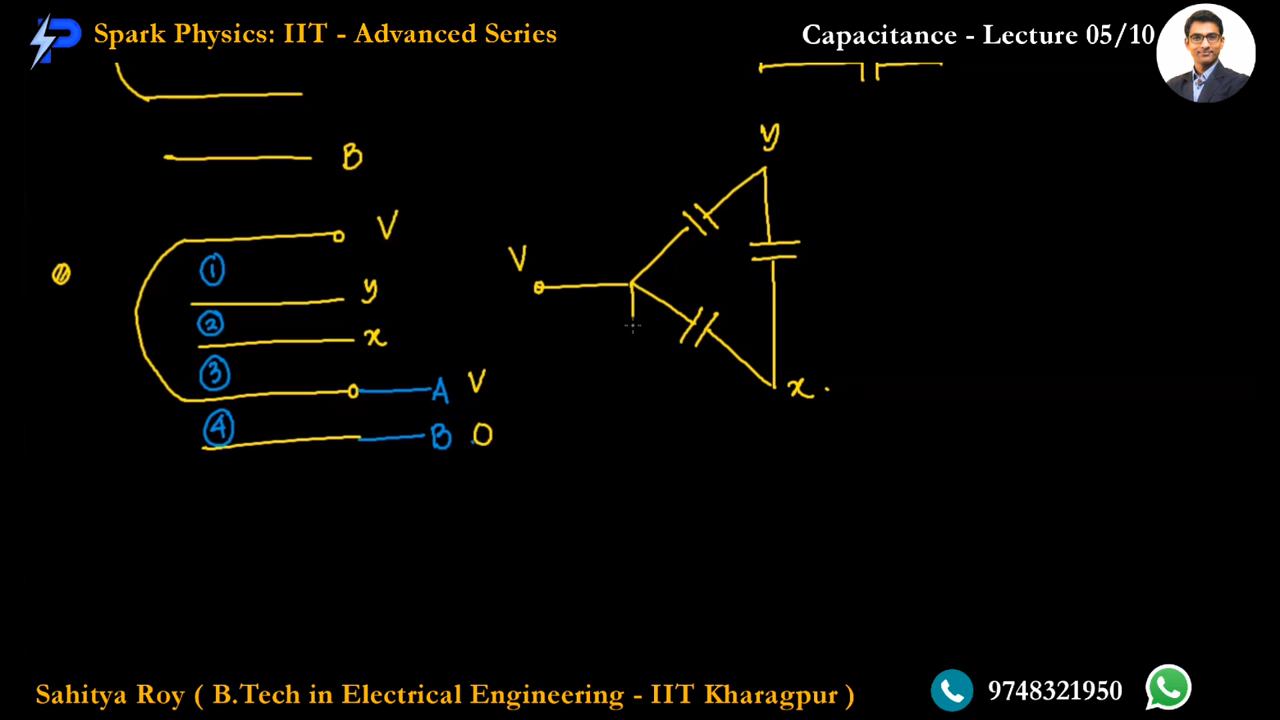 Spark Physics: IIT - Advanced Series
Capacitance - Lecture 05/10
B
V
① 
y
②
x
③
A V
④
B 0
y
V
x
Sahitya Roy ( B.Tech in Electrical Engineering - IIT Kharagpur )
9748321950